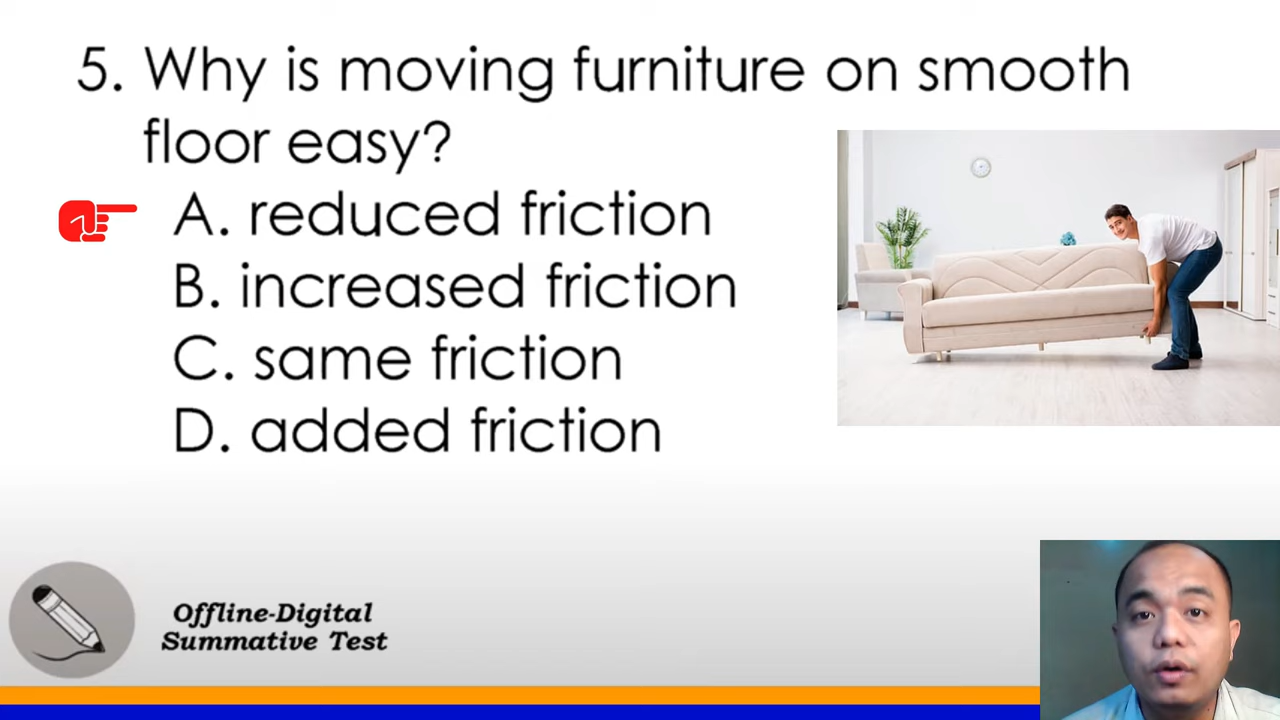 5. Why is moving furniture on smooth
floor easy?
A. reduced friction
B. increased friction
C. same friction
D. added friction
Offline-Digital
Summative Test